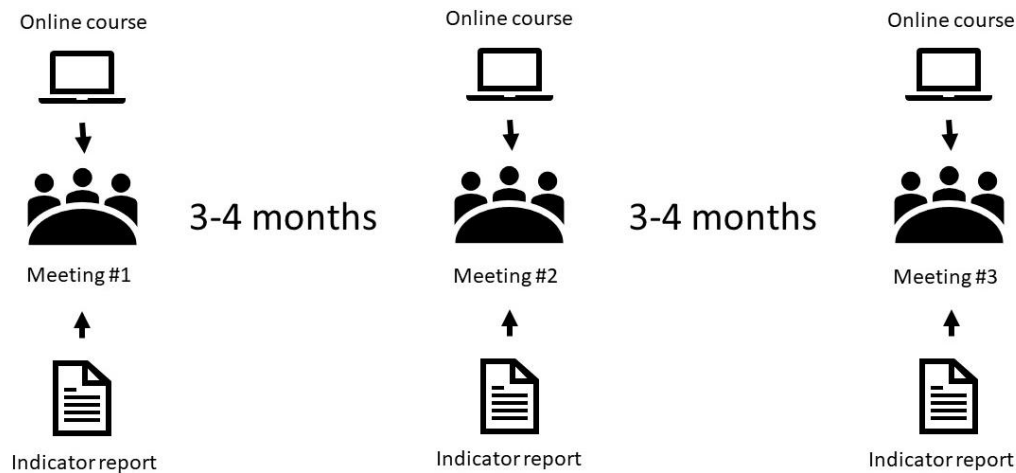 Online course
Online course
Online course
3-4 months
3-4 months
Meeting #1
Meeting #2
Meeting #3
Indicator report
Indicator report
Indicator report